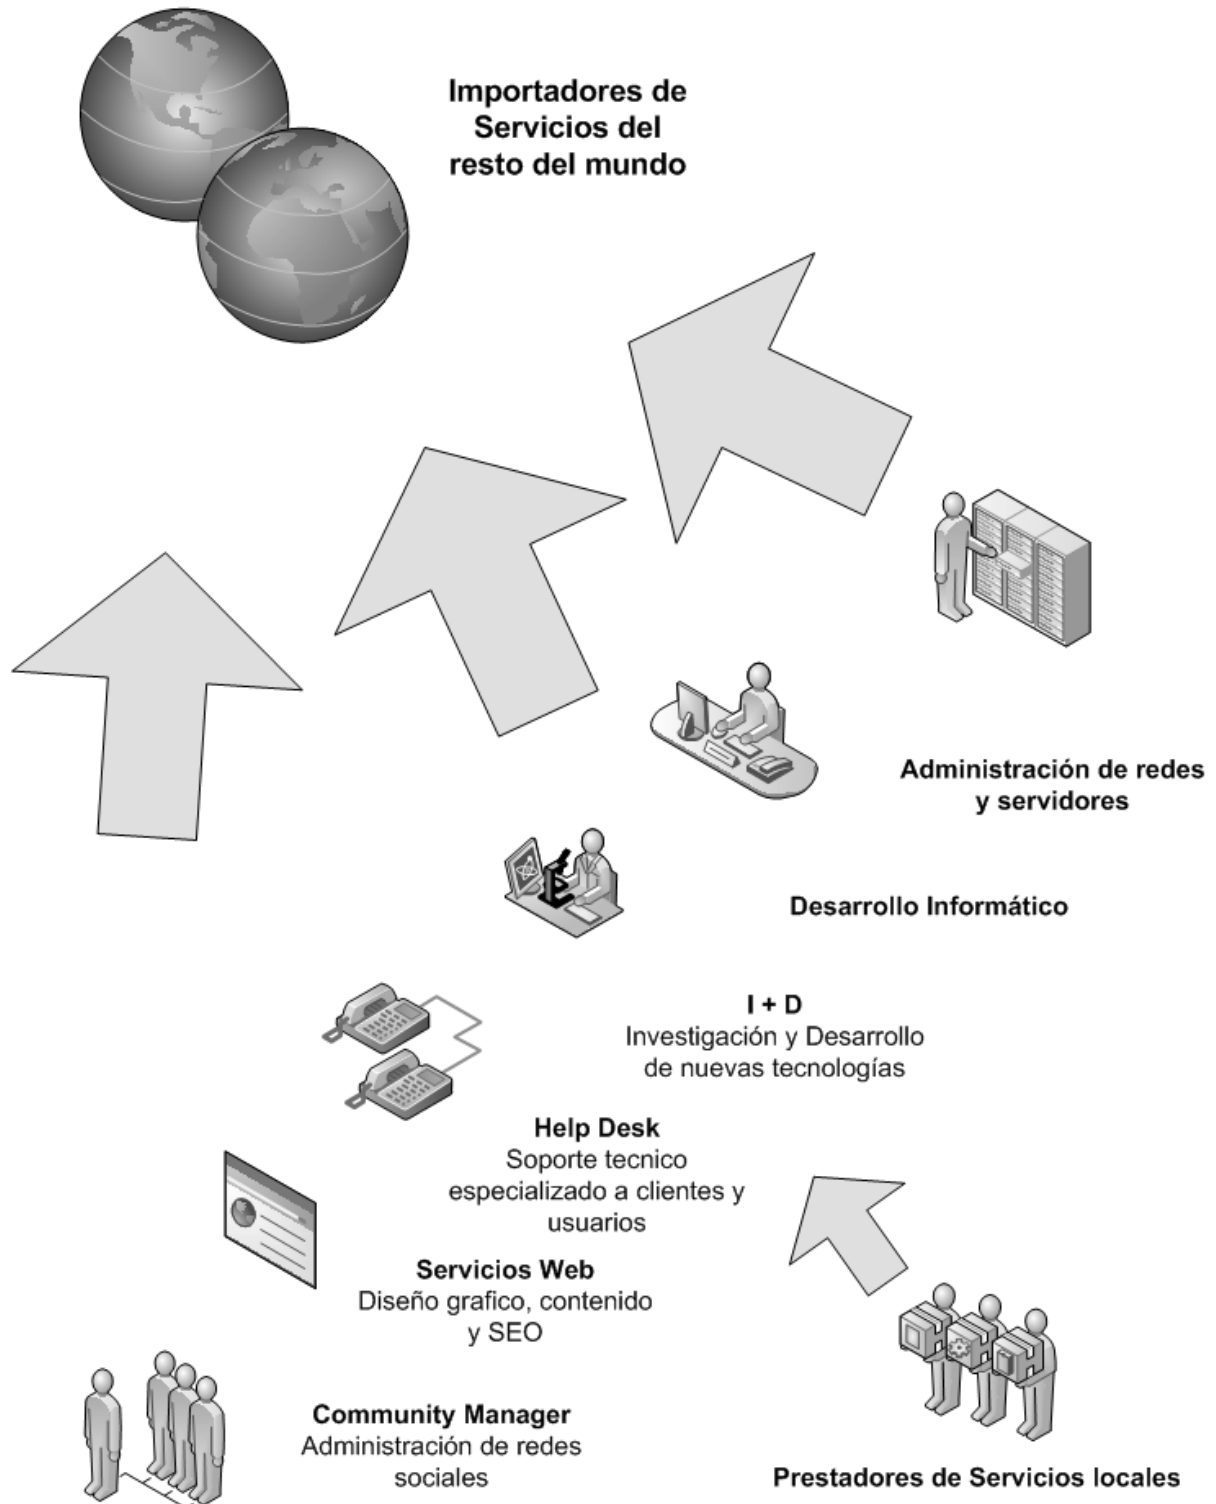 Importadores de
Servicios del
resto del mundo
Administración de redes
y servidores
Desarrollo Informático
I + D
Investigación y Desarrollo
de nuevas tecnologías
Help Desk
Soporte tecnico
especializado a clientes y
usuarios
Servicios Web
Diseño grafico, contenido
y SEO
Community Manager
Administración de redes
sociales
Prestadores de Servicios locales